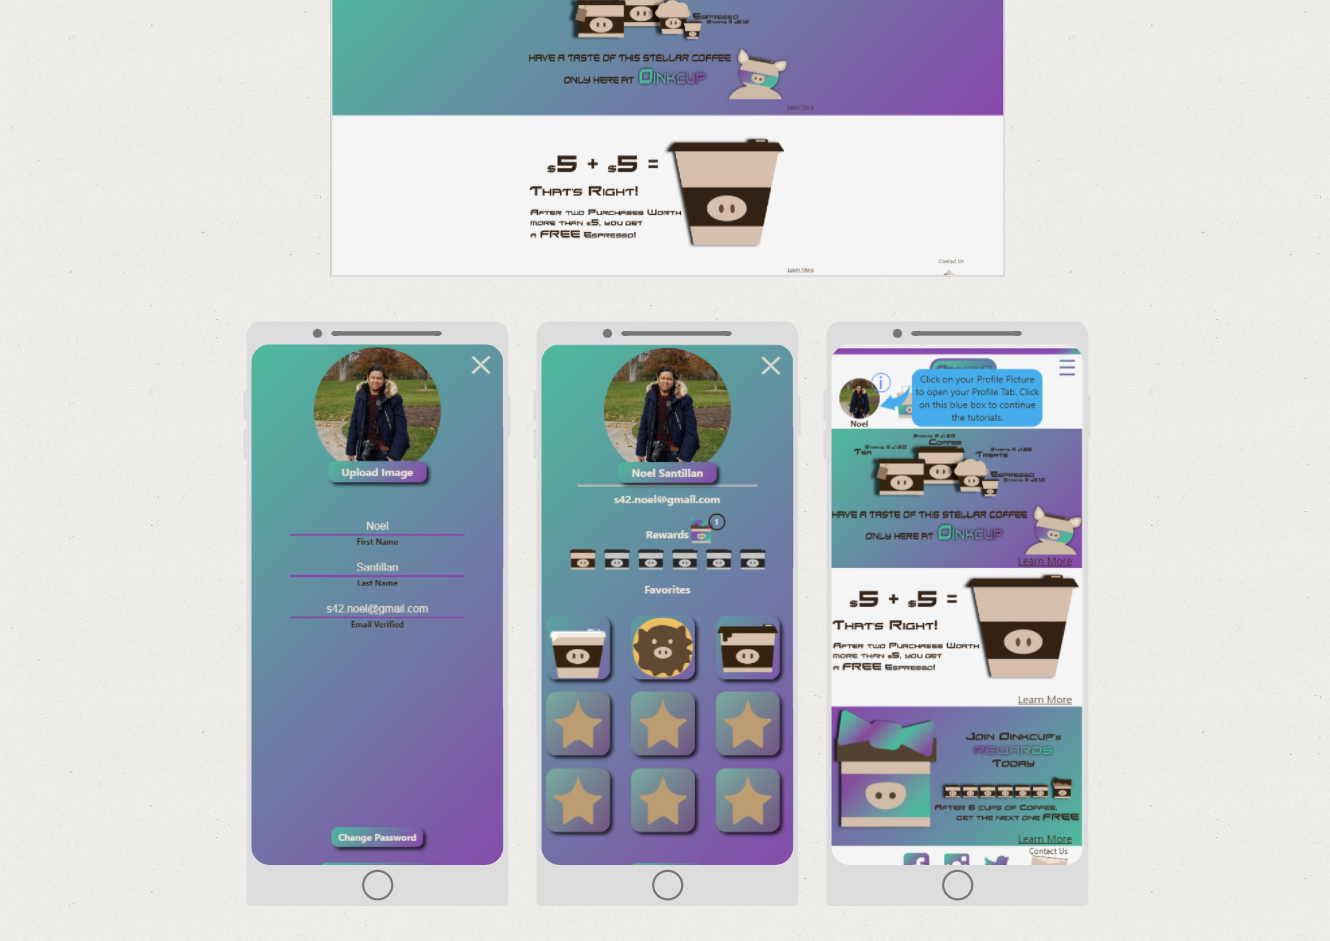 Espresso
Starts @ $2.10
Have a taste of this stellar coffee
only here at Oinkcup
Learn More
$5 + $5 =
That's Right!
After two Purchases Worth
more than $5, you get
a FREE Espresso!
Learn More
Contact Us
Upload Image
Noel
First Name
Santillan
Last Name
s42.noel@gmail.com
Email Verified
Change Password
Noel Santillan
s42.noel@gmail.com
Rewards
1
Favorites
Click on your Profile Picture
to open your Profile Tab. Click
on this blue box to continue
the tutorials.
Noel
Coffee
Tea
Treats
Espresso
Have a taste of this stellar coffee
only here at Oinkcup
Learn More
$5 + $5 =
That's Right!
After two Purchases Worth
more than $5, you get
a FREE Espresso!
Learn More
Join Oinkcup's
Rewards
Today
After 6 cups of Coffee,
get the next one FREE
Learn More
Contact Us